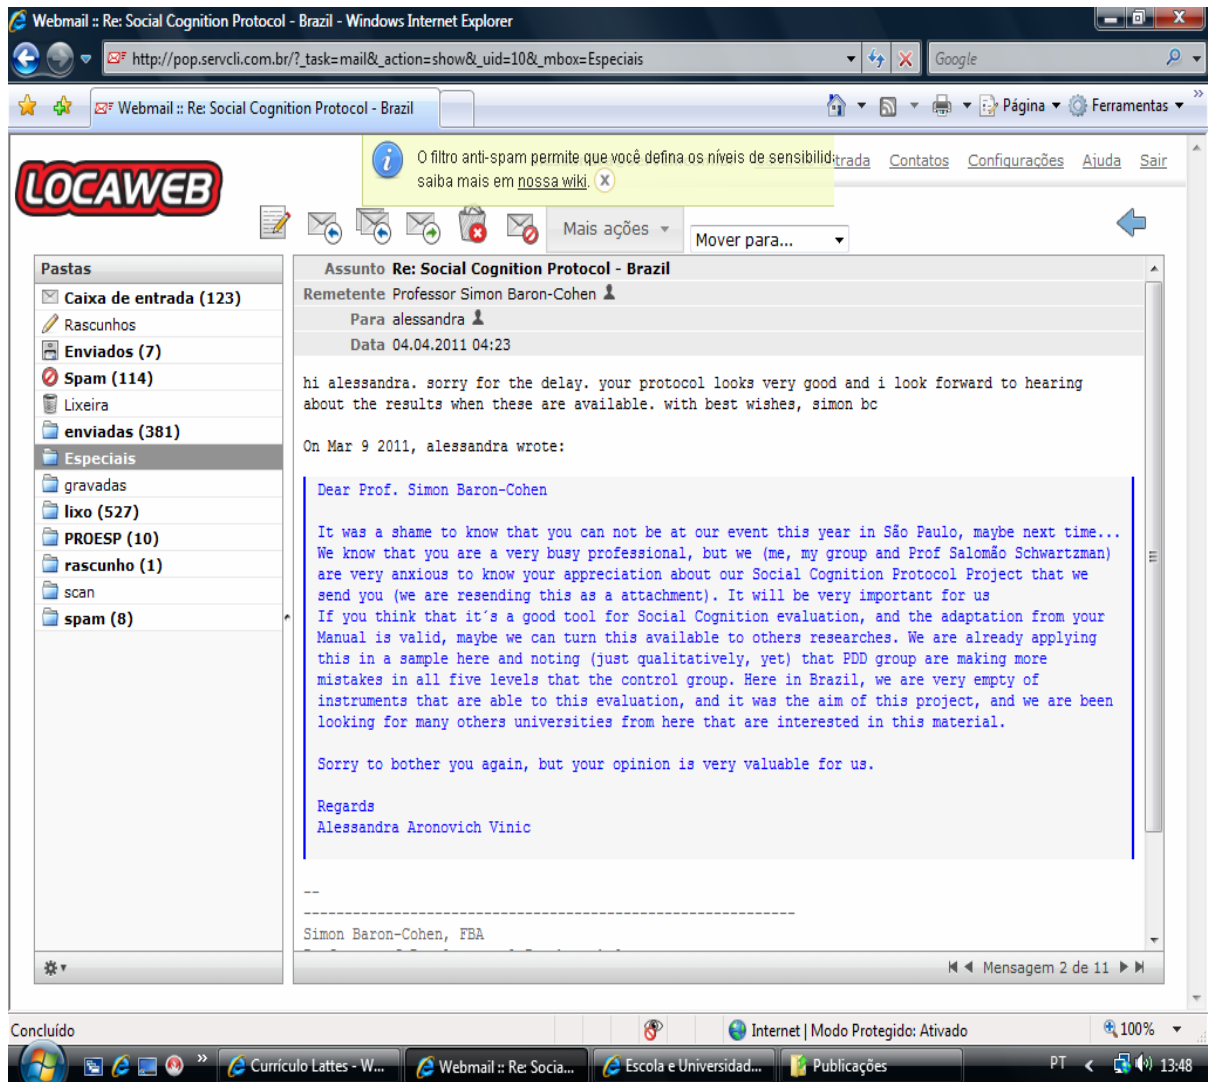 Webmail :: Re: Social Cognition Protocol - Brazil - Windows Internet Explorer
http://pop.servcli.com.br/?_task=mail&_action=show&_uid=10&_mbox=Especiais
Google
Webmail :: Re: Social Cognition Protocol - Brazil
Página
Ferramentas
LOCAWEB
O filtro anti-spam permite que você defina os níveis de sensibilid
saiba mais em nossa wiki.
trada Contatos Configurações Ajuda Sair
Mais ações
Mover para...
Pastas
Caixa de entrada (123)
Rascunhos
Enviados (7)
Spam (114)
Lixeira
enviadas (381)
Especiais
gravadas
lixo (527)
PROESP (10)
rascunho (1)
scan
spam (8)
Assunto Re: Social Cognition Protocol - Brazil
Remetente Professor Simon Baron-Cohen
Para alessandra
Data 04.04.2011 04:23
hi alessandra. sorry for the delay. your protocol looks very good and i look forward to hearing
about the results when these are available. with best wishes, simon bc
On Mar 9 2011, alessandra wrote:
Dear Prof. Simon Baron-Cohen
It was a shame to know that you can not be at our event this year in São Paulo, maybe next time...
We know that you are a very busy professional, but we (me, my group and Prof Salomão Schwartzman)
are very anxious to know your appreciation about our Social Cognition Protocol Project that we
send you (we are resending this as a attachment). It will be very important for us
If you think that it´s a good tool for Social Cognition evaluation, and the adaptation from your
Manual is valid, maybe we can turn this available to others researches. We are already applying
this in a sample here and noting (just qualitatively, yet) that PDD group are making more
mistakes in all five levels that the control group. Here in Brazil, we are very empty of
instruments that are able to this evaluation, and it was the aim of this project, and we are been
looking for many others universities from here that are interested in this material.
Sorry to bother you again, but your opinion is very valuable for us.
Regards
Alessandra Aronovich Vinic
--
------------------------------------------------------------
Simon Baron-Cohen, FBA
Mensagem 2 de 11
Concluído
Internet | Modo Protegido: Ativado
100%
Currículo Lattes - W...
Webmail :: Re: Socia...
Escola e Universidad...
Publicações
PT
13:48